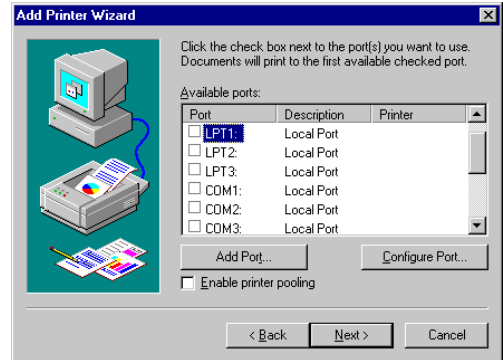 Add Printer Wizard
Click the check box next to the port(s) you want to use.
Documents will print to the first available checked port.
Available ports:
Port Description Printer
LPT1: Local Port
LPT2: Local Port
LPT3: Local Port
COM1: Local Port
COM2: Local Port
COM3: Local Port
Add Port... Configure Port...
Enable printer pooling
< Back Next > Cancel